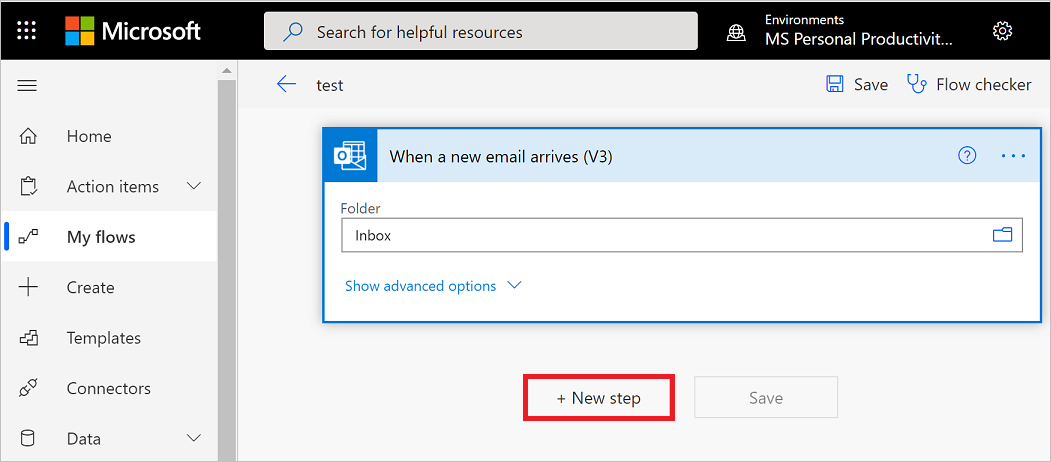 Microsoft
Search for helpful resources
Environments
MS Personal Productivit...
test
Save
Flow checker
Home
Action items
My flows
Create
Templates
Connectors
Data
When a new email arrives (V3)
Folder
Inbox
Show advanced options
+ New step
Save